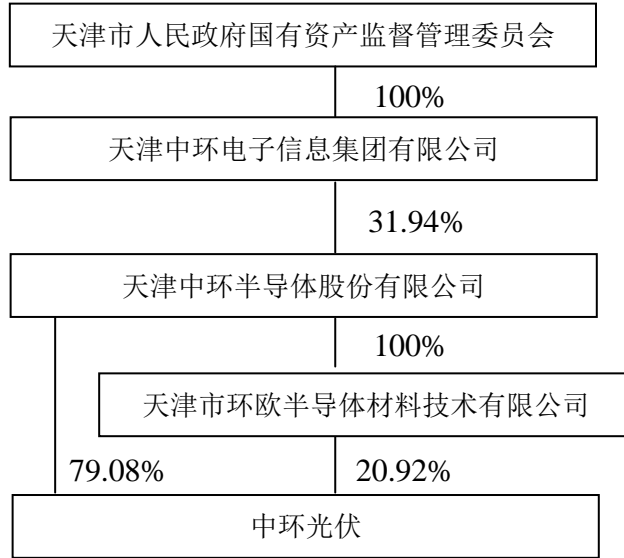 天津市人民政府国有资产监督管理委员会
100%
天津中环电子信息集团有限公司
31.94%
天津中环半导体股份有限公司
100%
天津市环欧半导体材料技术有限公司
79.08%
20.92%
中环光伏